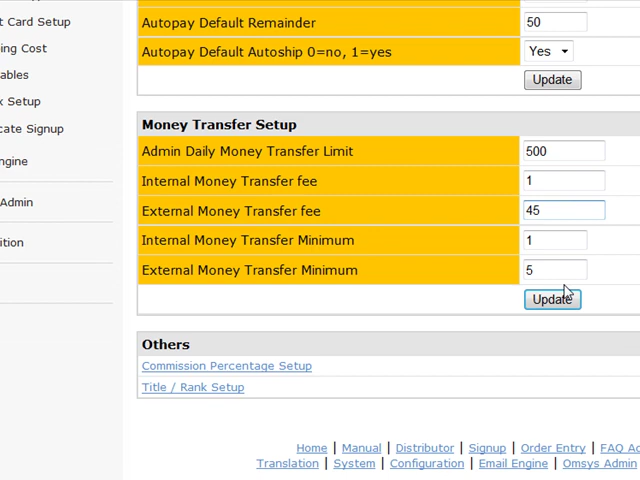 Autopay Default Remainder 50
t Card Setup
ing Cost
Autopay Default Autoship 0=no, 1=yes Yes
ables
Update
k Setup
cate Signup
Money Transfer Setup
Admin Daily Money Transfer Limit 500
ngine
Internal Money Transfer fee 1
Admin
External Money Transfer fee 45
ition
Internal Money Transfer Minimum 1
External Money Transfer Minimum 5
Update
Others
Commission Percentage Setup
Title / Rank Setup
Home | Manual | Distributor | Signup | Order Entry | FAQ Ad
Translation | System | Configuration | Email Engine | Omsys Admin